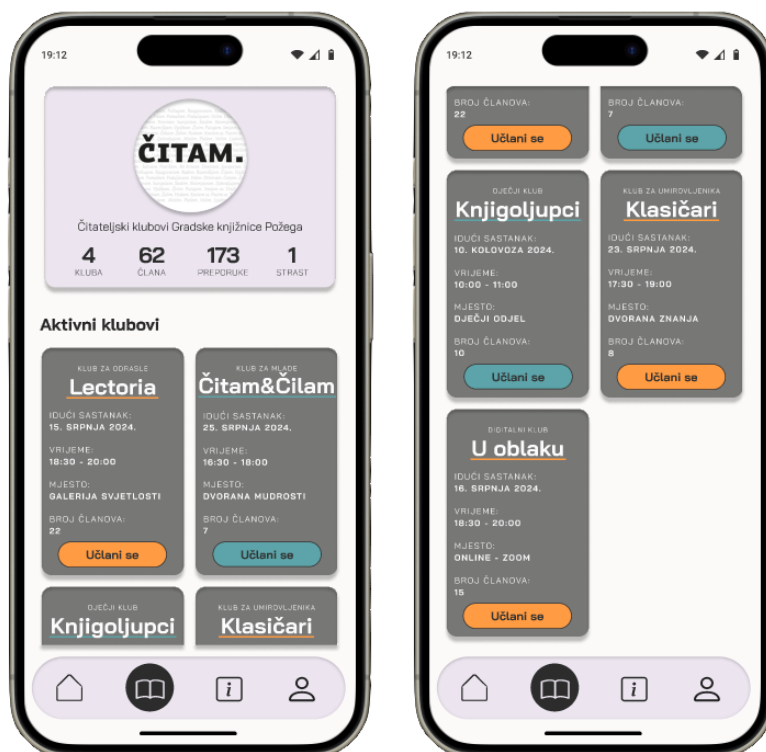 19:12
ČITAM.
Čitateljski klubovi Gradske knjižnice Požega
4 62 173 1
KLUBA ČLANA PREPORUKE STRAST
Aktivni klubovi
KLUB ZA ODRASLE
Lectoria
IDUĆI SASTANAK:
15. SRPNJA 2024.
VRIJEME:
18:30 - 20:00
MJESTO:
GALERIJA SVJETLOSTI
BROJ ČLANOVA:
22
Učlani se
KLUB ZA MLADE
Čitam&Čilam
IDUĆI SASTANAK:
25. SRPNJA 2024.
VRIJEME:
16:30 - 18:00
MJESTO:
DVORANA MUDROSTI
BROJ ČLANOVA:
7
Učlani se
DJEČJI KLUB
Knjigoljupci
KLUB ZA UMIROVLJENIKA
Klasičari
i
19:12
BROJ ČLANOVA:
22
Učlani se
BROJ ČLANOVA:
7
Učlani se
DJEČJI KLUB
Knjigoljupci
IDUĆI SASTANAK:
10. KOLOVOZA 2024.
VRIJEME:
10:00 - 11:00
MJESTO:
DJEČJI ODJEL
BROJ ČLANOVA:
10
Učlani se
KLUB ZA UMIROVLJENIKA
Klasičari
IDUĆI SASTANAK:
23. SRPNJA 2024.
VRIJEME:
17:30 - 19:00
MJESTO:
DVORANA ZNANJA
BROJ ČLANOVA:
8
Učlani se
DIGITALNI KLUB
U oblaku
IDUĆI SASTANAK:
16. SRPNJA 2024.
VRIJEME:
18:30 - 20:00
MJESTO:
ONLINE - ZOOM
BROJ ČLANOVA:
15
Učlani se
i